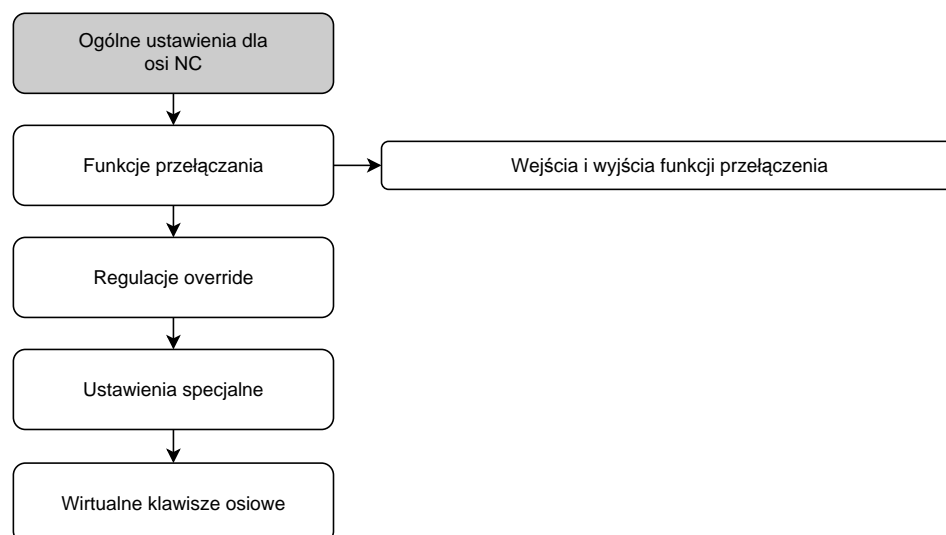 Ogólne ustawienia dla
osi NC
Funkcje przełączania
Wejścia i wyjścia funkcji przełączenia
Regulacje override
Ustawienia specjalne
Wirtualne klawisze osiowe